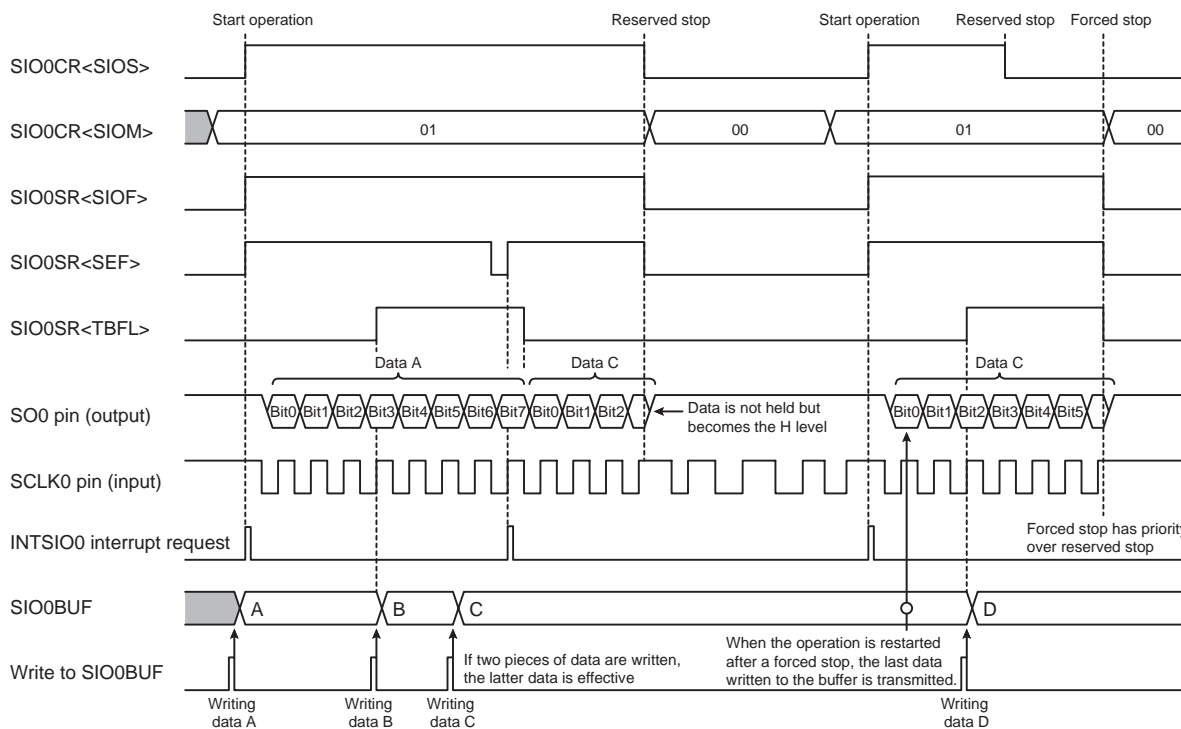 Start operation Reserved stop Start operation Reserved stop Forced stop
SIO0CR<SIOS>
SIO0CR<SIOM> 01 00 01 00
SIO0SR<SIOF>
SIO0SR<SEF>
SIO0SR<TBFL>
Data A Data C Data C
SO0 pin (output) Bit0 Bit1 Bit2 Bit3 Bit4 Bit5 Bit6 Bit7 Bit0 Bit1 Bit2 Bit0 Bit1 Bit2 Bit3 Bit4 Bit5
Data is not held but
becomes the H level
SCLK0 pin (input)
INTSIO0 interrupt request
Forced stop has priority
over reserved stop
SIO0BUF A B C D
Write to SIO0BUF
If two pieces of data are written,
the latter data is effective
When the operation is restarted
after a forced stop, the last data
written to the buffer is transmitted.
Writing
data A
Writing
data B
Writing
data C
Writing
data D